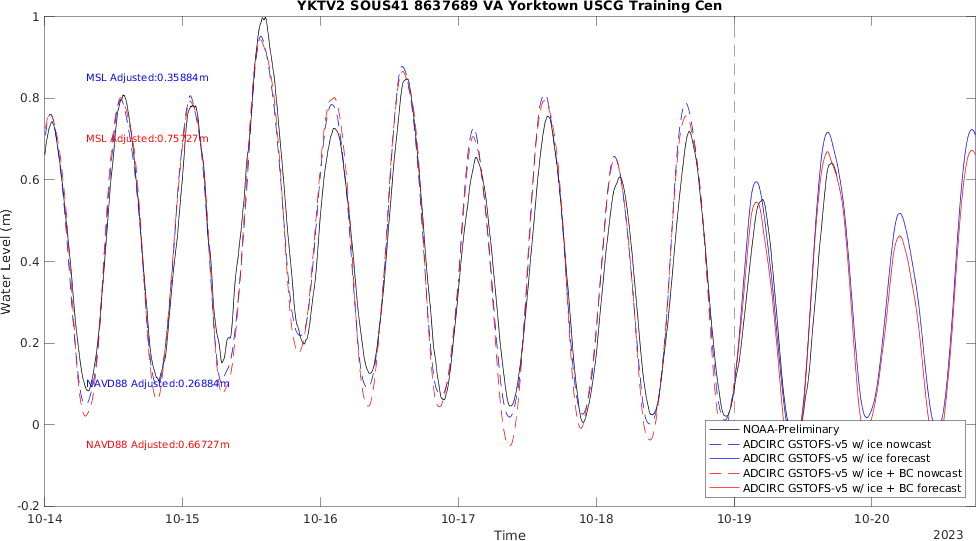 YKTV2 SOUS41 8637689 VA Yorktown USCG Training Cen
1
0.8
0.6
0.4
0.2
0
-0.2
Water Level (m)
MSL Adjusted:0.35884m
MSL Adjusted:0.75727m
NAVD88 Adjusted:0.26884m
NAVD88 Adjusted:0.66727m
NOAA-Preliminary
ADCIRC GSTOFS-v5 w/ ice nowcast
ADCIRC GSTOFS-v5 w/ ice forecast
ADCIRC GSTOFS-v5 w/ ice + BC nowcast
ADCIRC GSTOFS-v5 w/ ice + BC forecast
10-14 10-15 10-16 10-17 10-18 10-19 10-20
Time
2023